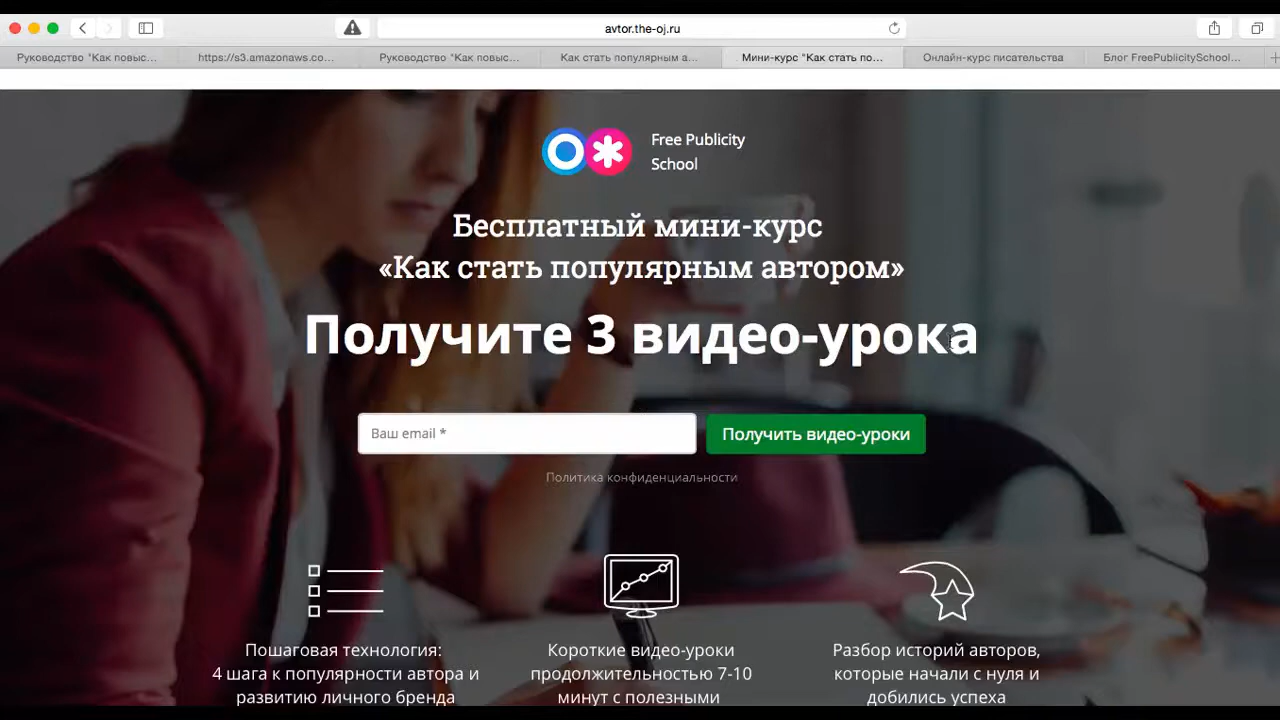 avtor.the-oj.ru
Руководство "Как повыс...
https://s3.amazonaws.co...
Руководство "Как повыс...
Как стать популярным а...
Мини-курс "Как стать по...
Онлайн-курс писательства
Блог FreePublicitySchool...
Free Publicity
School
Бесплатный мини-курс
«Как стать популярным автором»
Получите 3 видео-урока
Ваш email *
Получить видео-уроки
Политика конфиденциальности
Пошаговая технология:
4 шага к популярности автора и
развитию личного бренда
Короткие видео-уроки
продолжительностью 7-10
минут с полезными
Разбор историй авторов,
которые начали с нуля и
добились успеха